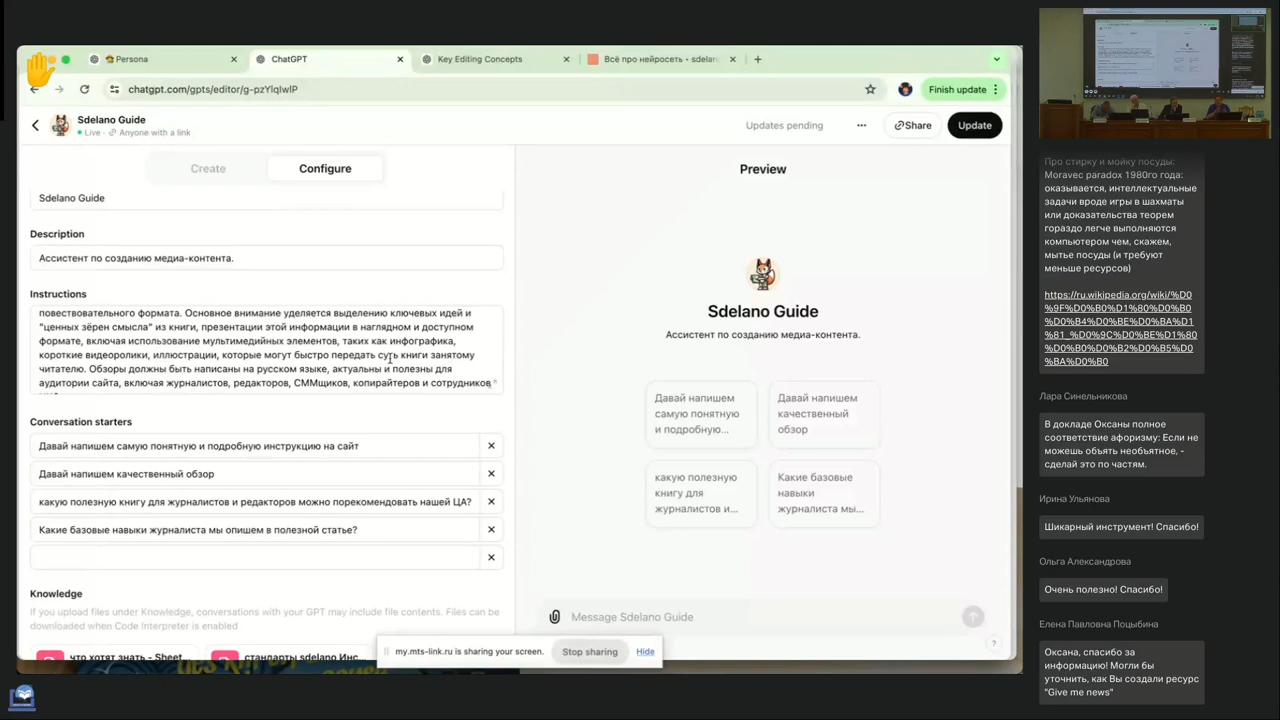 Persona
ChatGPT
Key Editing Concepts
Всё про нейросеть • sdelan
chatgpt.com/gpts/editor/g-pzYlqlwlP
Finish update
Sdelano Guide
Live · Anyone with a link
Updates pending
Share
Update
Create
Configure
Sdelano Guide
Description
Ассистент по созданию медиа-контента.
Instructions
повествовательного формата. Основное внимание уделяется выделению ключевых идей и
"ценных зёрен смысла" из книги, презентации этой информации в наглядном и доступном
формате, включая использование мультимедийных элементов, таких как инфографика,
короткие видеоролики, иллюстрации, которые могут быстро передать суть книги занятому
читателю. Обзоры должны быть написаны на русском языке, актуальны и полезны для
аудитории сайта, включая журналистов, редакторов, СММщиков, копирайтеров и сотрудников
Conversation starters
Давай напишем самую понятную и подробную инструкцию на сайт
Давай напишем качественный обзор
какую полезную книгу для журналистов и редакторов можно порекомендовать нашей ЦА?
Какие базовые навыки журналиста мы опишем в полезной статье?
Knowledge
If you upload files under Knowledge, conversations with your GPT may include file contents. Files can be
downloaded when Code Interpreter is enabled
что хотят знать - Sheet
стандарты sdelano Инс...
Preview
Sdelano Guide
Ассистент по созданию медиа-контента.
Давай напишем
самую понятную
и подробную...
Давай напишем
качественный
обзор
какую полезную
книгу для
журналистов и...
Какие базовые
навыки
журналиста мы...
Message Sdelano Guide
?
my.mts-link.ru is sharing your screen.
Stop sharing
Hide
Про стирку и мойку посуды:
Moravec paradox 1980го года:
оказывается, интеллектуальные
задачи вроде игры в шахматы
или доказательства теорем
гораздо легче выполняются
компьютером чем, скажем,
мытье посуды (и требуют
меньше ресурсов)
https://ru.wikipedia.org/wiki/%D
0%9F%D0%B0%D1%80%D0%B0
%D0%B4%D0%BE%D0%BA%D1
%81_%D0%9C%D0%BE%D1%80
%D0%B0%D0%B2%D0%B5%D0
%BA%D0%B0
Лара Синельникова
В докладе Оксаны полное
соответствие афоризму: Если не
можешь объять необъятное, -
сделай это по частям.
Ирина Ульянова
Шикарный инструмент! Спасибо!
Ольга Александрова
Очень полезно! Спасибо!
Елена Павловна Поцыбина
Оксана, спасибо за
информацию! Могли бы
уточнить, как Вы создали ресурс
"Give me news"